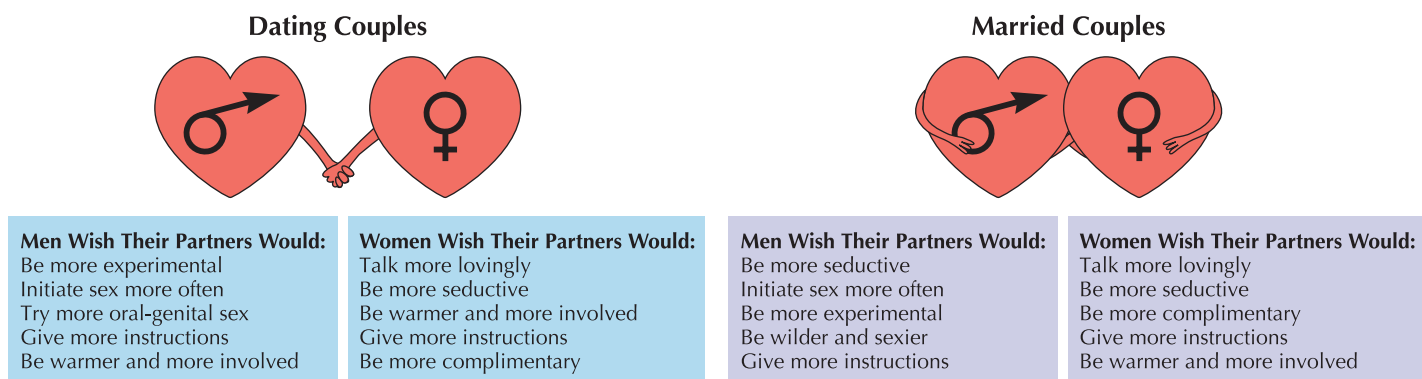 Dating Couples
Men Wish Their Partners Would:
Be more experimental
Initiate sex more often
Try more oral-genital sex
Give more instructions
Be warmer and more involved
Women Wish Their Partners Would:
Talk more lovingly
Be more seductive
Be warmer and more involved
Give more instructions
Be more complimentary
Married Couples
Men Wish Their Partners Would:
Be more seductive
Initiate sex more often
Be more experimental
Be wilder and sexier
Give more instructions
Women Wish Their Partners Would:
Talk more lovingly
Be more seductive
Be more complimentary
Give more instructions
Be warmer and more involved